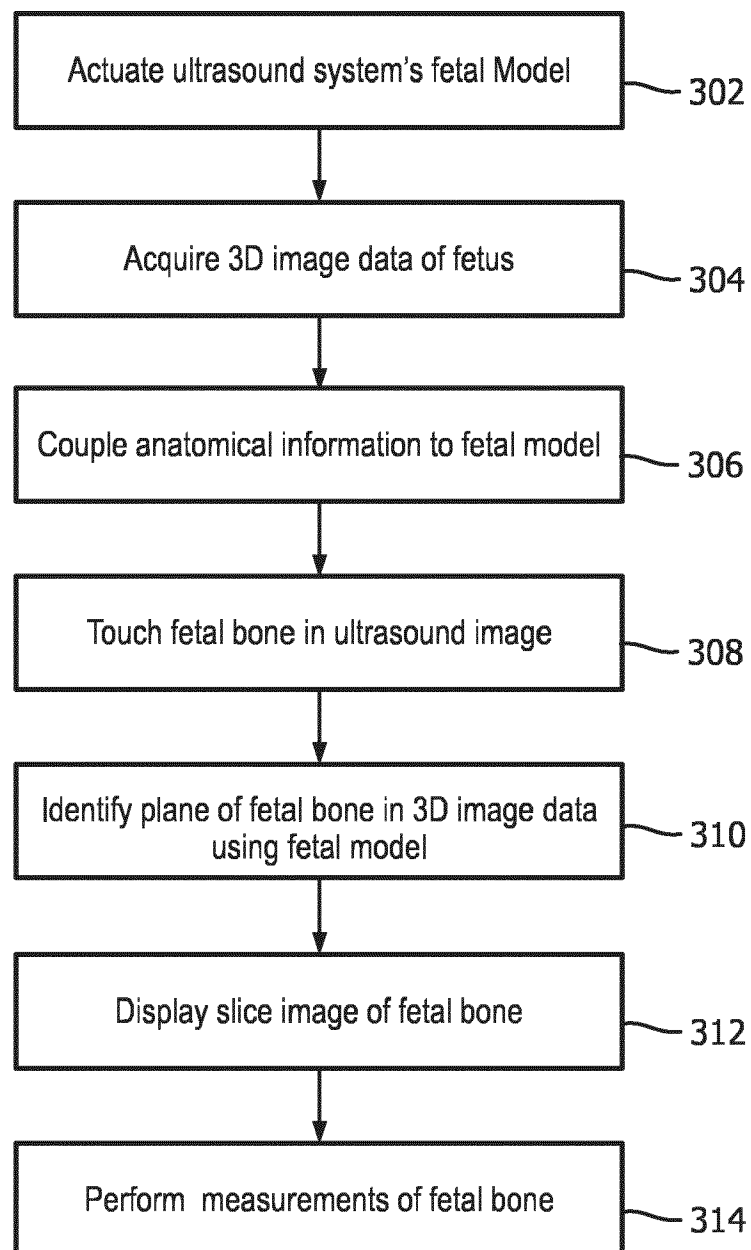 Actuate ultrasound system's fetal Model
302
Acquire 3D image data of fetus
304
Couple anatomical information to fetal model
306
Touch fetal bone in ultrasound image
308
Identify plane of fetal bone in 3D image data
using fetal model
310
Display slice image of fetal bone
312
Perform measurements of fetal bone
314